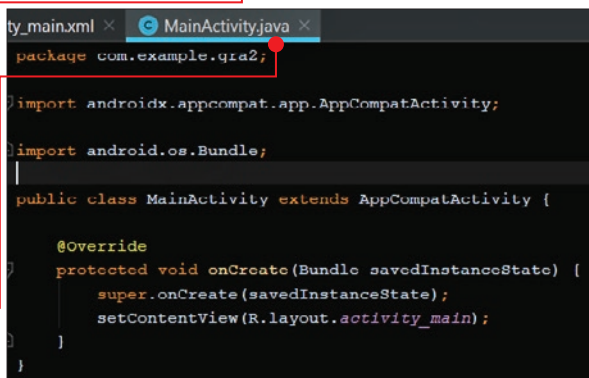 ty_main.xml × MainActivity.java ×
package com.example.gra2;
import androidx.appcompat.app.AppCompatActivity;
import android.os.Bundle;
public class MainActivity extends AppCompatActivity {
@Override
protected void onCreate(Bundle savedInstanceState) {
super.onCreate(savedInstanceState);
setContentView(R.layout.activity_main);
}
}